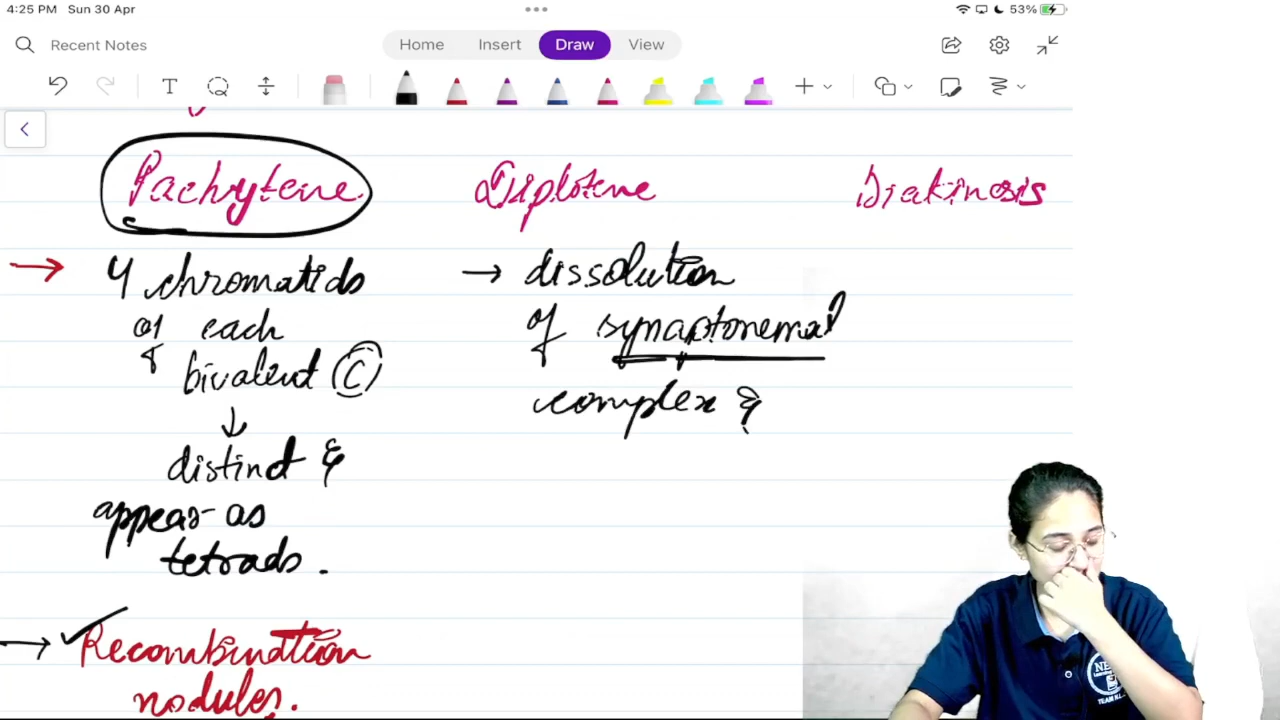 4:25 PM Sun 30 Apr
53%
Recent Notes
Home Insert Draw View
Pachytene Diplotene Diakinesis
→ 4 chromatids
of each
bivalent (C)
↓
distinct &
appear as
tetrads.
→ Recombination
nodules.
→ dissolution
of synaptonemal
complex &